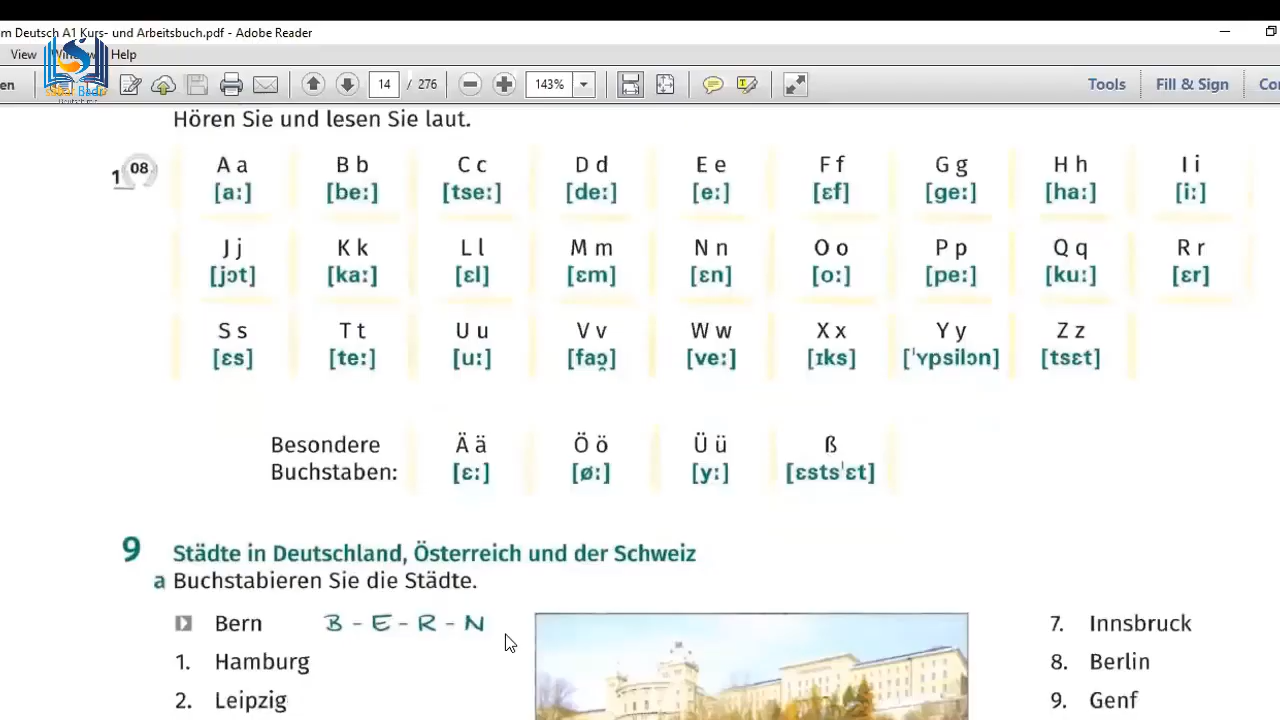 m Deutsch A1 Kurs- und Arbeitsbuch.pdf - Adobe Reader
View Window Help
en 14 / 276 143% Tools Fill & Sign
Hören Sie und lesen Sie laut.
1 08
A a B b C c D d E e F f G g H h I i
[aː] [beː] [tseː] [deː] [eː] [ɛf] [geː] [haː] [iː]
J j K k L l M m N n O o P p Q q R r
[jɔt] [kaː] [ɛl] [ɛm] [ɛn] [oː] [peː] [kuː] [ɛr]
S s T t U u V v W w X x Y y Z z
[ɛs] [teː] [uː] [faɔ̯] [veː] [ɪks] [ˈʏpsilɔn] [tsɛt]
Besondere Ä ä Ö ö Ü ü ß
Buchstaben: [ɛː] [øː] [yː] [ɛstsˈɛt]
9 Städte in Deutschland, Österreich und der Schweiz
a Buchstabieren Sie die Städte.
Bern B - E - R - N
1. Hamburg
2. Leipzig
7. Innsbruck
8. Berlin
9. Genf